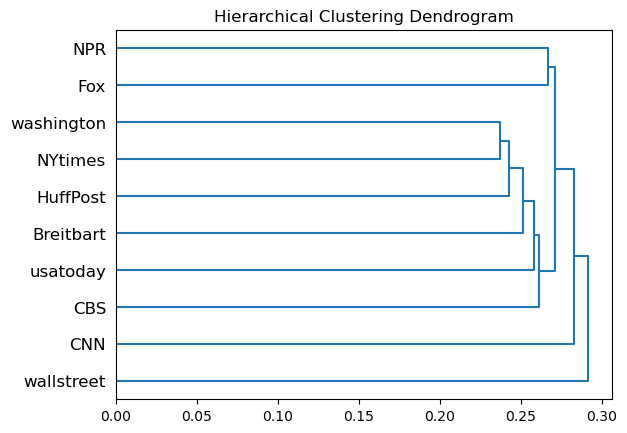 Hierarchical Clustering Dendrogram
NPR
Fox
washington
NYtimes
HuffPost
Breitbart
usatoday
CBS
CNN
wallstreet
0.00 0.05 0.10 0.15 0.20 0.25 0.30